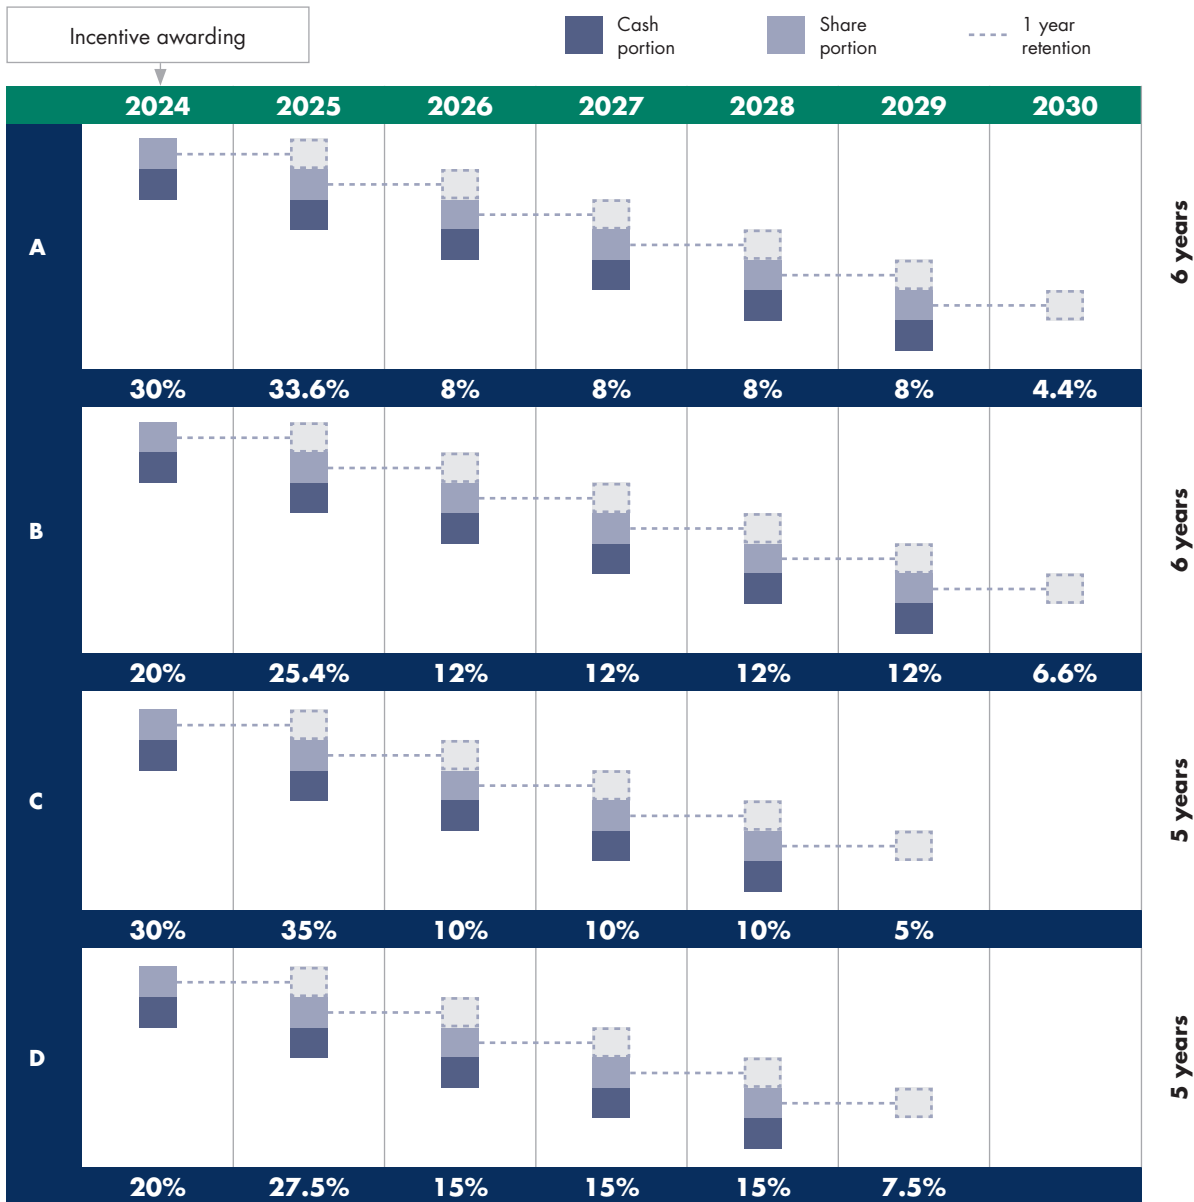 Incentive awarding
Cash
portion
Share
portion
1 year
retention
2024 2025 2026 2027 2028 2029 2030
A
6 years
30% 33.6% 8% 8% 8% 8% 4.4%
B
6 years
20% 25.4% 12% 12% 12% 12% 6.6%
C
5 years
30% 35% 10% 10% 10% 5%
D
5 years
20% 27.5% 15% 15% 15% 7.5%